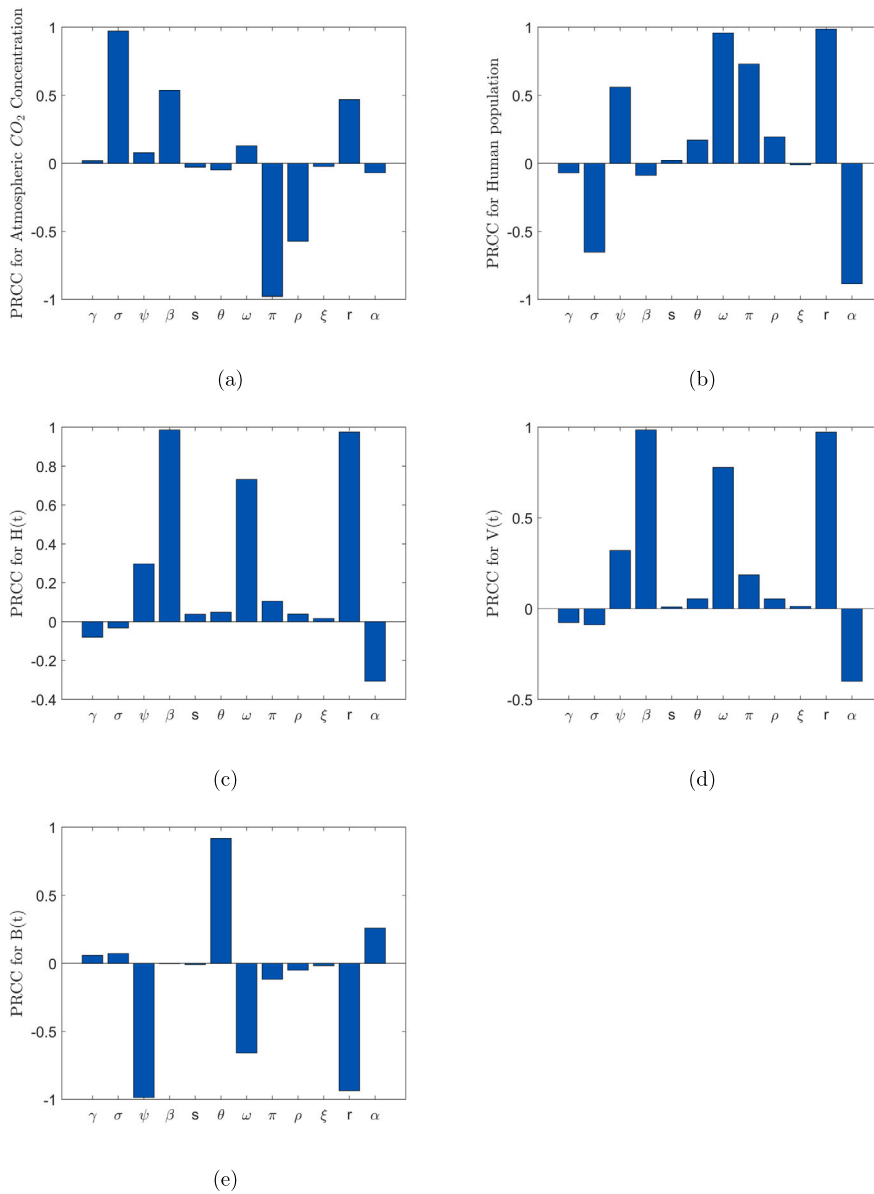 PRCC for Atmospheric CO₂ Concentration
1
0.5
0
-0.5
-1
γ σ ψ β s θ ω π ρ ξ r α
(a)
PRCC for Human population
1
0.5
0
-0.5
-1
γ σ ψ β s θ ω π ρ ξ r α
(b)
PRCC for H(t)
1
0.8
0.6
0.4
0.2
0
-0.2
-0.4
γ σ ψ β s θ ω π ρ ξ r α
(c)
PRCC for V(t)
1
0.5
0
-0.5
γ σ ψ β s θ ω π ρ ξ r α
(d)
PRCC for B(t)
1
0.5
0
-0.5
-1
γ σ ψ β s θ ω π ρ ξ r α
(e)